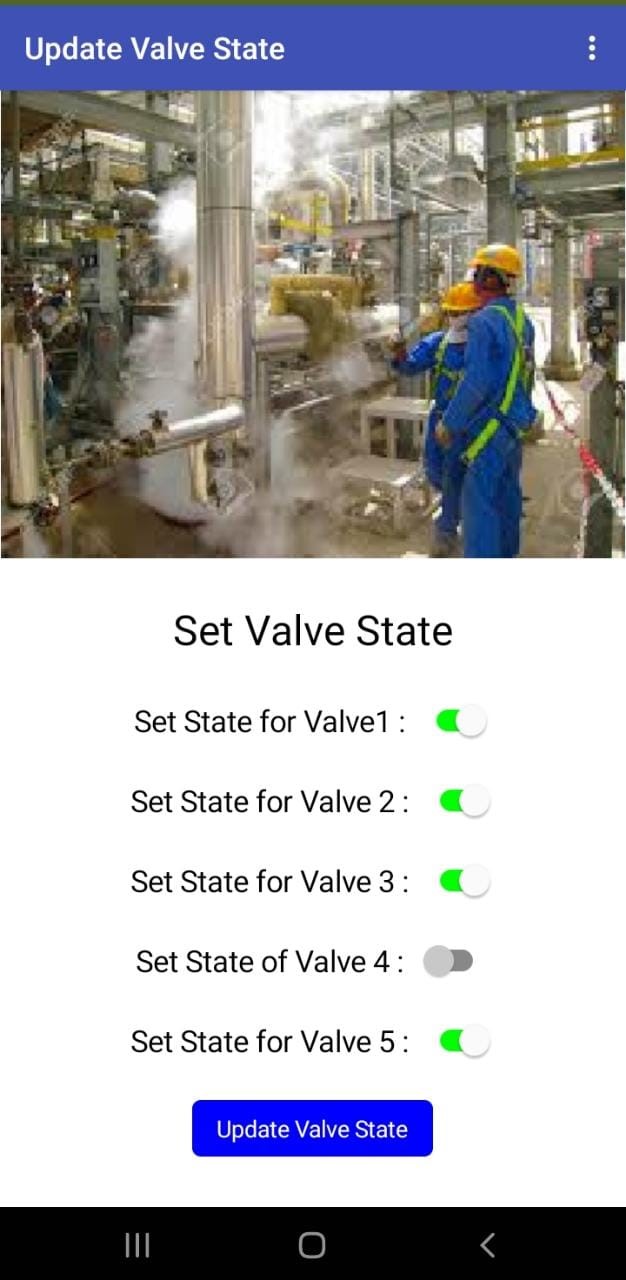 Update Valve State
Set Valve State
Set State for Valve1 :
Set State for Valve 2 :
Set State for Valve 3 :
Set State of Valve 4 :
Set State for Valve 5 :
Update Valve State